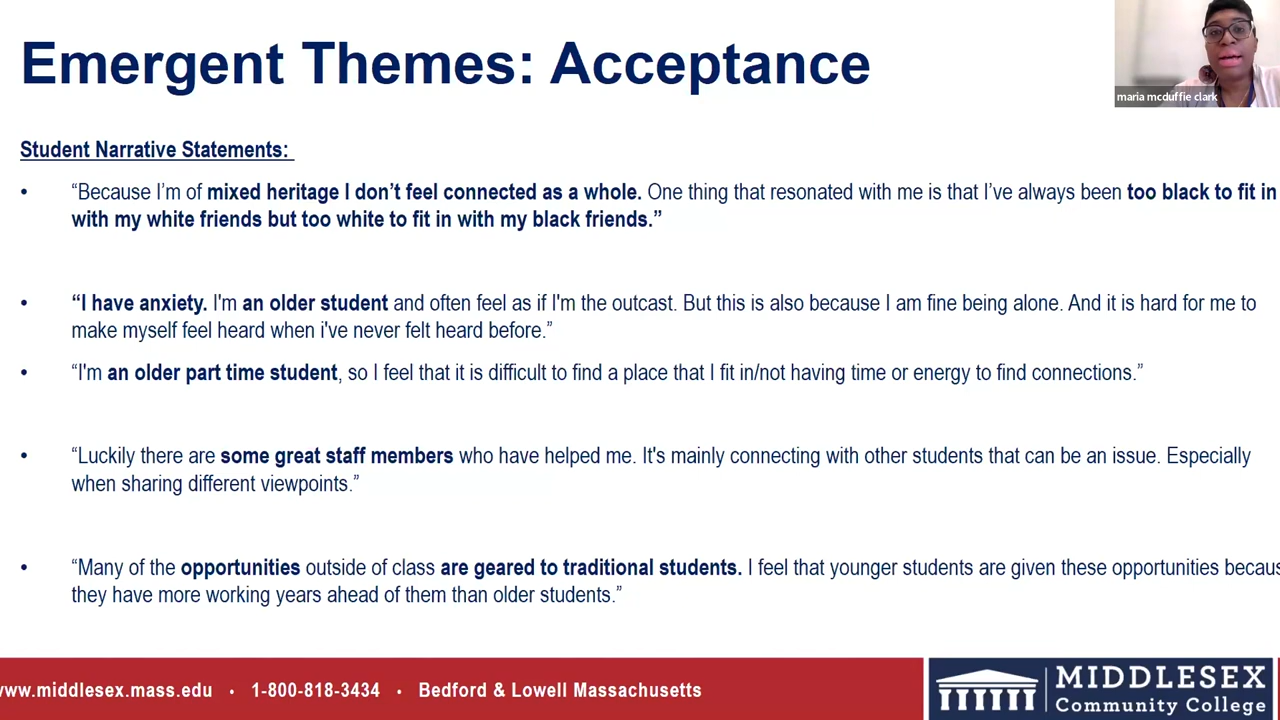 Emergent Themes: Acceptance
maria mcduffie clark
Student Narrative Statements:
• “Because I’m of mixed heritage I don’t feel connected as a whole. One thing that resonated with me is that I’ve always been too black to fit in
with my white friends but too white to fit in with my black friends.”
• “I have anxiety. I'm an older student and often feel as if I'm the outcast. But this is also because I am fine being alone. And it is hard for me to
make myself feel heard when i've never felt heard before.”
• “I'm an older part time student, so I feel that it is difficult to find a place that I fit in/not having time or energy to find connections.”
• “Luckily there are some great staff members who have helped me. It's mainly connecting with other students that can be an issue. Especially
when sharing different viewpoints.”
• “Many of the opportunities outside of class are geared to traditional students. I feel that younger students are given these opportunities becaus
they have more working years ahead of them than older students.”
www.middlesex.mass.edu • 1-800-818-3434 • Bedford & Lowell Massachusetts
MIDDLESEX
Community College